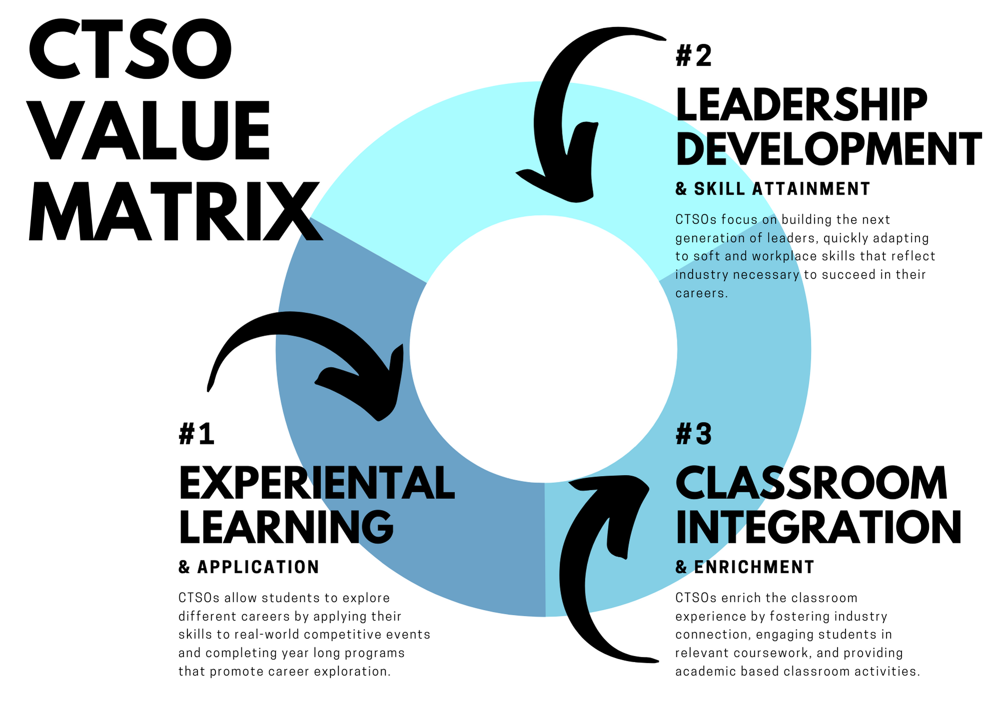 CTSO
VALUE
MATRIX
#2
LEADERSHIP
DEVELOPMENT
& SKILL ATTAINMENT
CTSOs focus on building the next
generation of leaders, quickly adapting
to soft and workplace skills that reflect
industry necessary to succeed in their
careers.
#1
EXPERIENTAL
LEARNING
& APPLICATION
CTSOs allow students to explore
different careers by applying their
skills to real-world competitive events
and completing year long programs
that promote career exploration.
#3
CLASSROOM
INTEGRATION
& ENRICHMENT
CTSOs enrich the classroom
experience by fostering industry
connection, engaging students in
relevant coursework, and providing
academic based classroom activities.